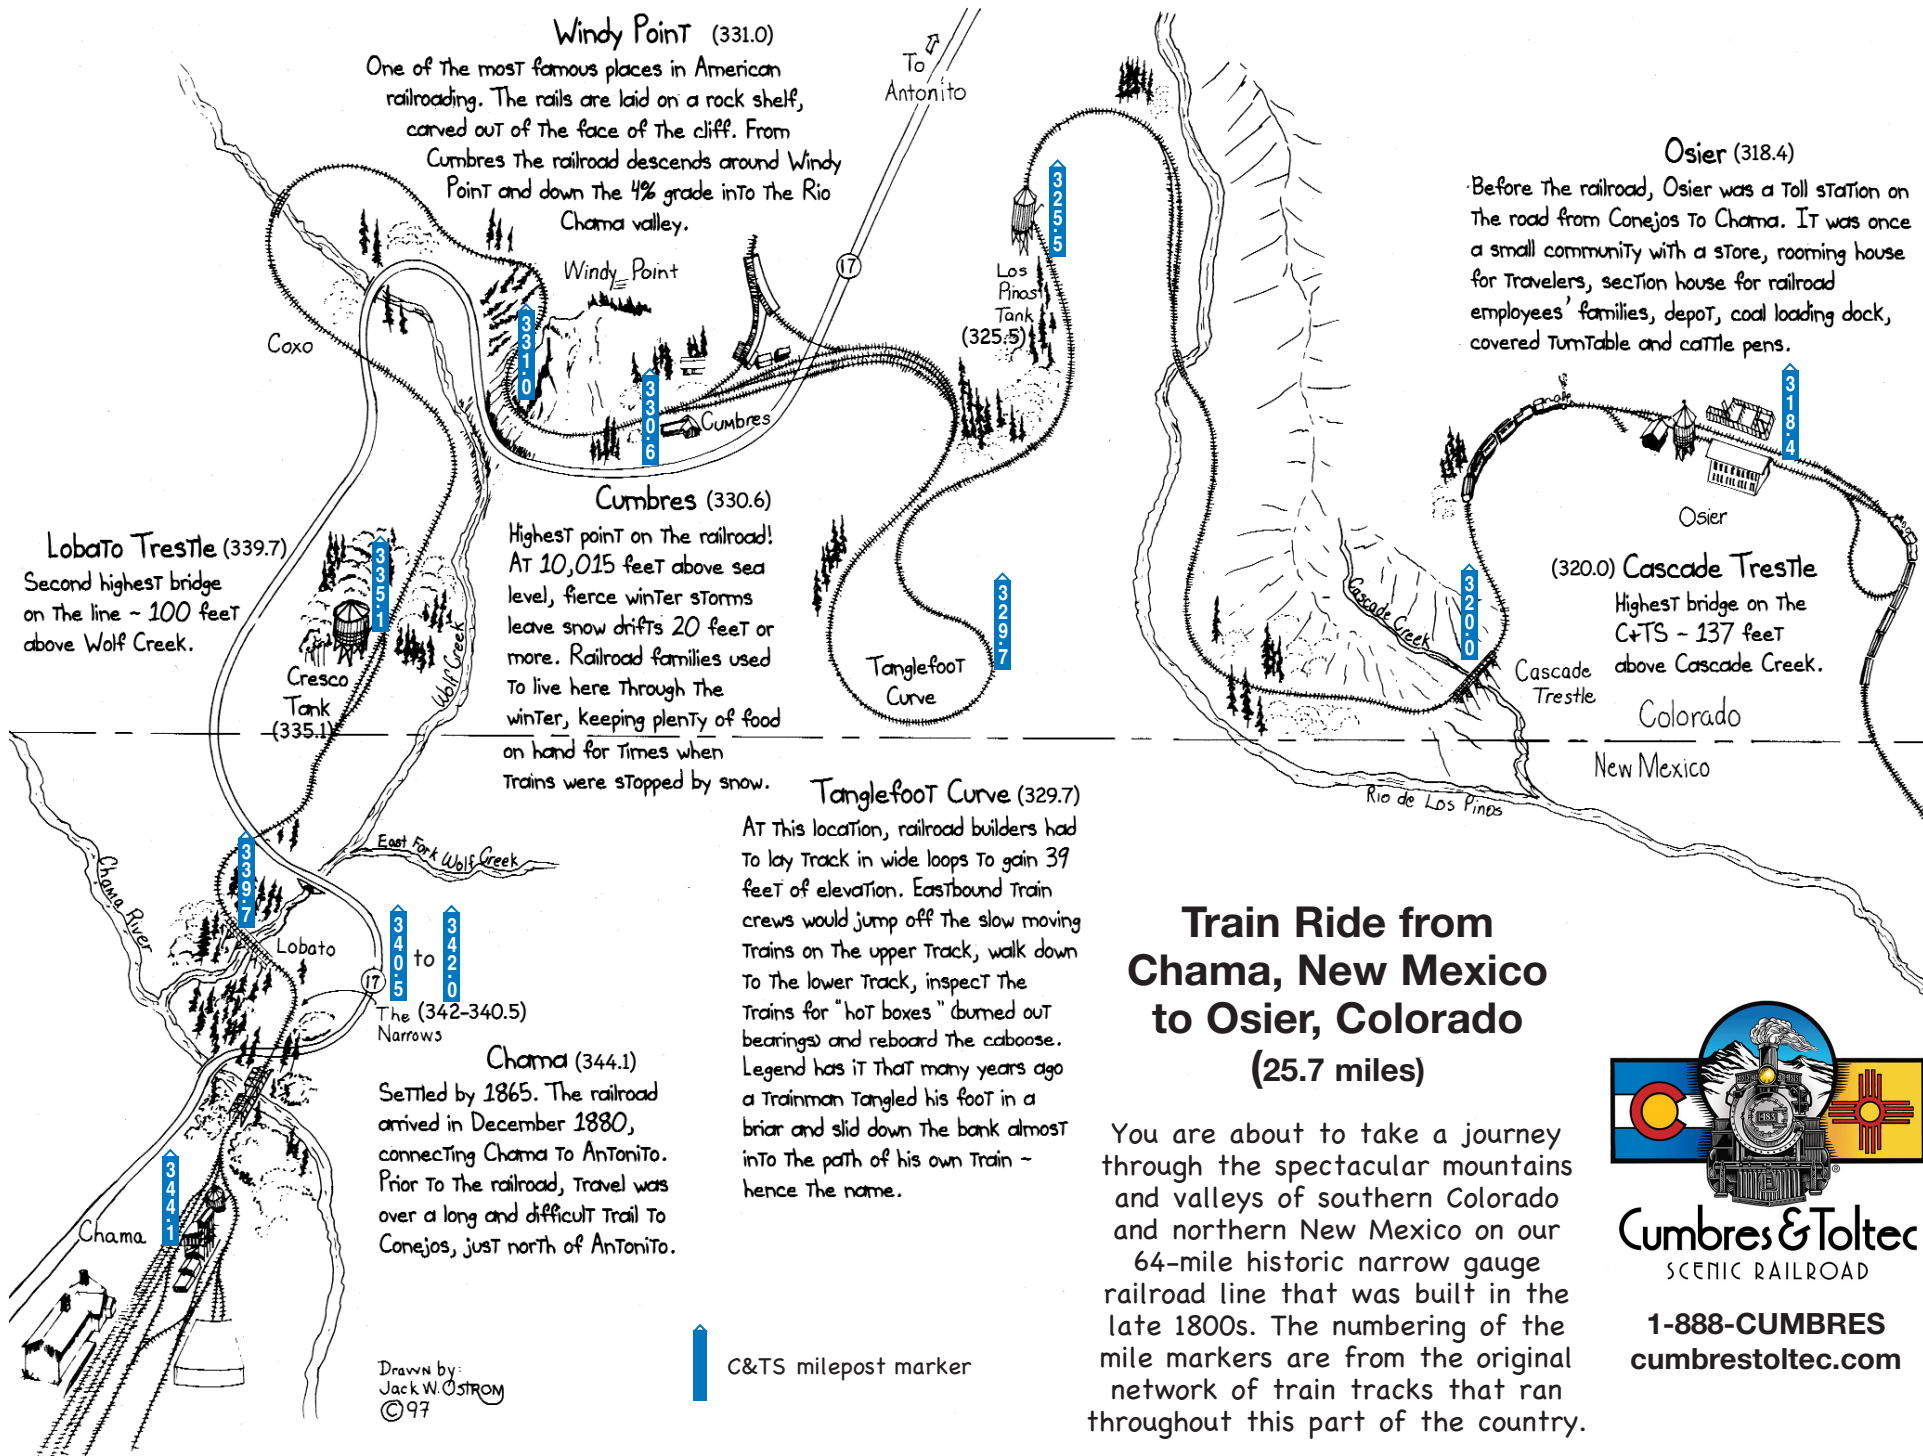 Windy Point (331.0)
One of the most famous places in American
railroading. The rails are laid on a rock shelf,
carved out of the face of the cliff. From
Cumbres the railroad descends around Windy
Point and down the 4% grade into the Rio
Chama valley.
To
Antonito
17
Windy Point
Coxo
331.0
330.6
Cumbres
Los
Pinos
Tank
(325.5)
325.5
Osier (318.4)
Before the railroad, Osier was a toll station on
the road from Conejos to Chama. It was once
a small community with a store, rooming house
for travelers, section house for railroad
employees' families, depot, coal loading dock,
covered turntable and cattle pens.
318.4
Osier
Lobato Trestle (339.7)
Second highest bridge
on the line ~ 100 feet
above Wolf Creek.
335.1
Cresco
Tank
(335.1)
Wolf Creek
Cumbres (330.6)
Highest point on the railroad!
At 10,015 feet above sea
level, fierce winter storms
leave snow drifts 20 feet or
more. Railroad families used
to live here through the
winter, keeping plenty of food
on hand for times when
trains were stopped by snow.
329.7
Tanglefoot
Curve
Cascade Creek
320.0
Cascade
Trestle
(320.0) Cascade Trestle
Highest bridge on the
C+TS ~ 137 feet
above Cascade Creek.
Colorado
New Mexico
Rio de Los Pinos
Tanglefoot Curve (329.7)
At this location, railroad builders had
to lay track in wide loops to gain 39
feet of elevation. Eastbound train
crews would jump off the slow moving
trains on the upper track, walk down
to the lower track, inspect the
trains for "hot boxes" (burned out
bearings) and reboard the caboose.
Legend has it that many years ago
a trainman tangled his foot in a
briar and slid down the bank almost
into the path of his own train ~
hence the name.
339.7
East Fork Wolf Creek
Chama River
Lobato
17
340.5 to 342.0
The (342-340.5)
Narrows
Chama (344.1)
Settled by 1865. The railroad
arrived in December 1880,
connecting Chama to Antonito.
Prior to the railroad, travel was
over a long and difficult trail to
Conejos, just north of Antonito.
344.1
Chama
Drawn by:
Jack W. Ostrom
© 97
C&TS milepost marker
Train Ride from
Chama, New Mexico
to Osier, Colorado
(25.7 miles)
You are about to take a journey
through the spectacular mountains
and valleys of southern Colorado
and northern New Mexico on our
64-mile historic narrow gauge
railroad line that was built in the
late 1800s. The numbering of the
mile markers are from the original
network of train tracks that ran
throughout this part of the country.
®
Cumbres & Toltec
SCENIC RAILROAD
1-888-CUMBRES
cumbrestoltec.com